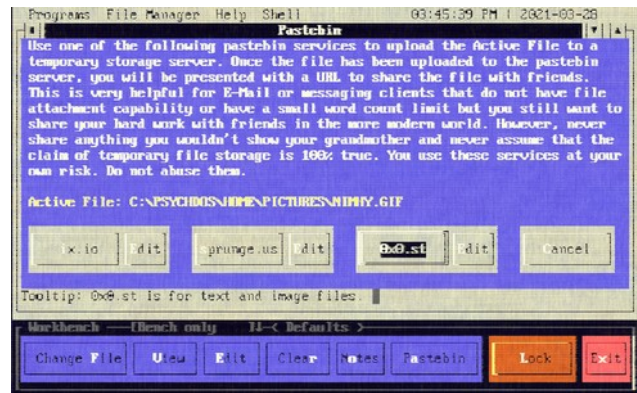 Programs File Manager Help Shell 03:45:39 PM | 2021-03-28
Pastebin
Use one of the following pastebin services to upload the Active File to a
temporary storage server. Once the file has been uploaded to the pastebin
server, you will be presented with a URL to share the file with friends.
This is very helpful for E-Mail or messaging clients that do not have file
attachment capability or have a small word count limit but you still want to
share your hard work with friends in the more modern world. However, never
share anything you wouldn't show your grandmother and never assume that the
claim of temporary file storage is 100% true. You use these services at your
own risk. Do not abuse them.
Active File: C:\PSYCHDOS\HOME\PICTURES\NIMHY.GIF
ix.io Edit sprunge.us Edit 0x0.st Edit Cancel
Tooltip: 0x0.st is for text and image files.
Workbench [Bench only < Defaults >
Change File View Edit Clear Notes Pastebin Lock Exit